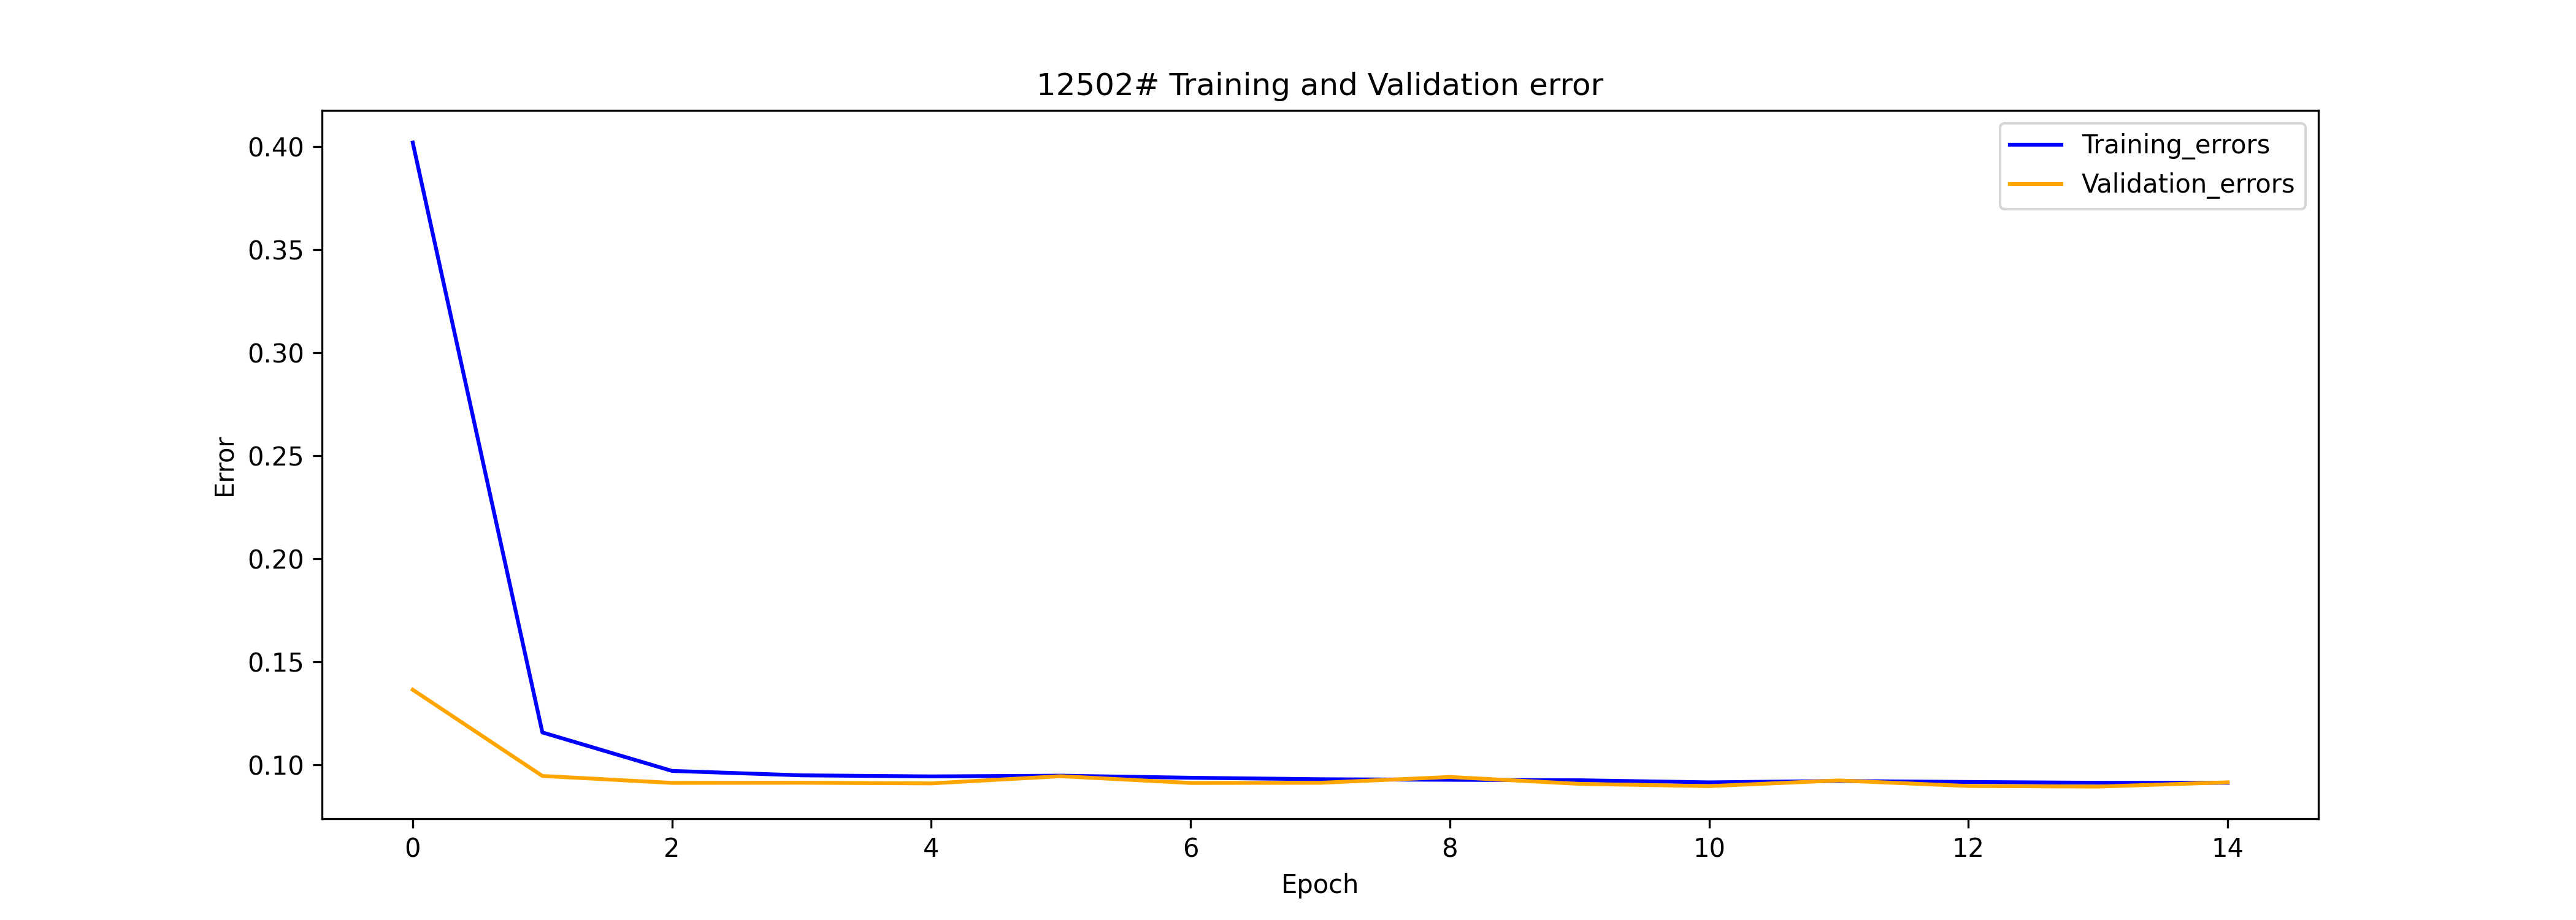 12502# Training and Validation error
Training_errors
Validation_errors
0.40
0.35
0.30
0.25
0.20
0.15
0.10
Error
0 2 4 6 8 10 12 14
Epoch